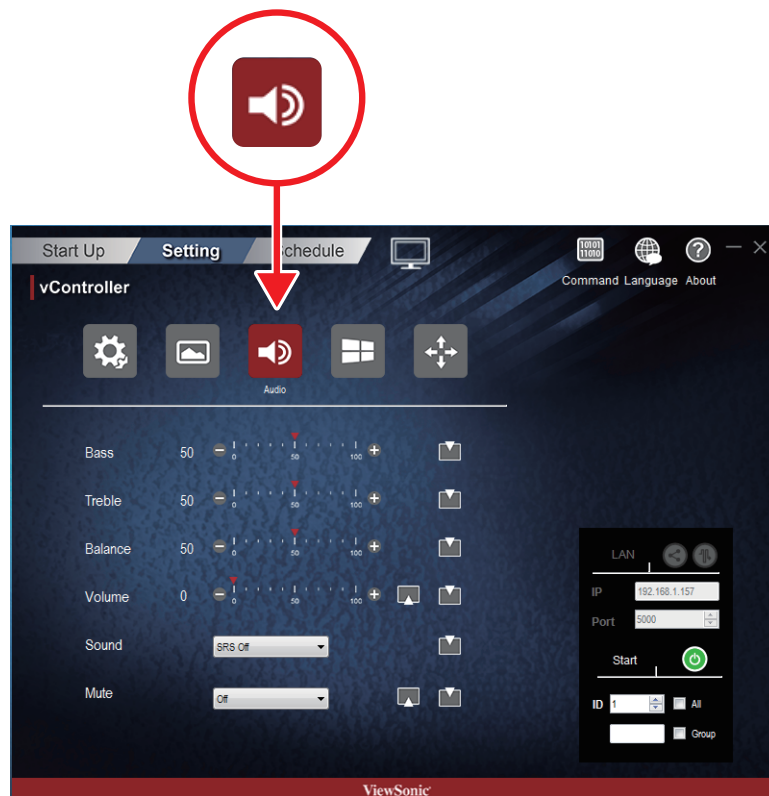 Start Up Setting Schedule
10101
11010
Command Language About
vController
Audio
Bass 50 0 50 100
Treble 50 0 50 100
Balance 50 0 50 100
Volume 0 0 50 100
Sound SRS Off
Mute Off
LAN
IP 192.168.1.157
Port 5000
Start
ID 1 All
Group
ViewSonic